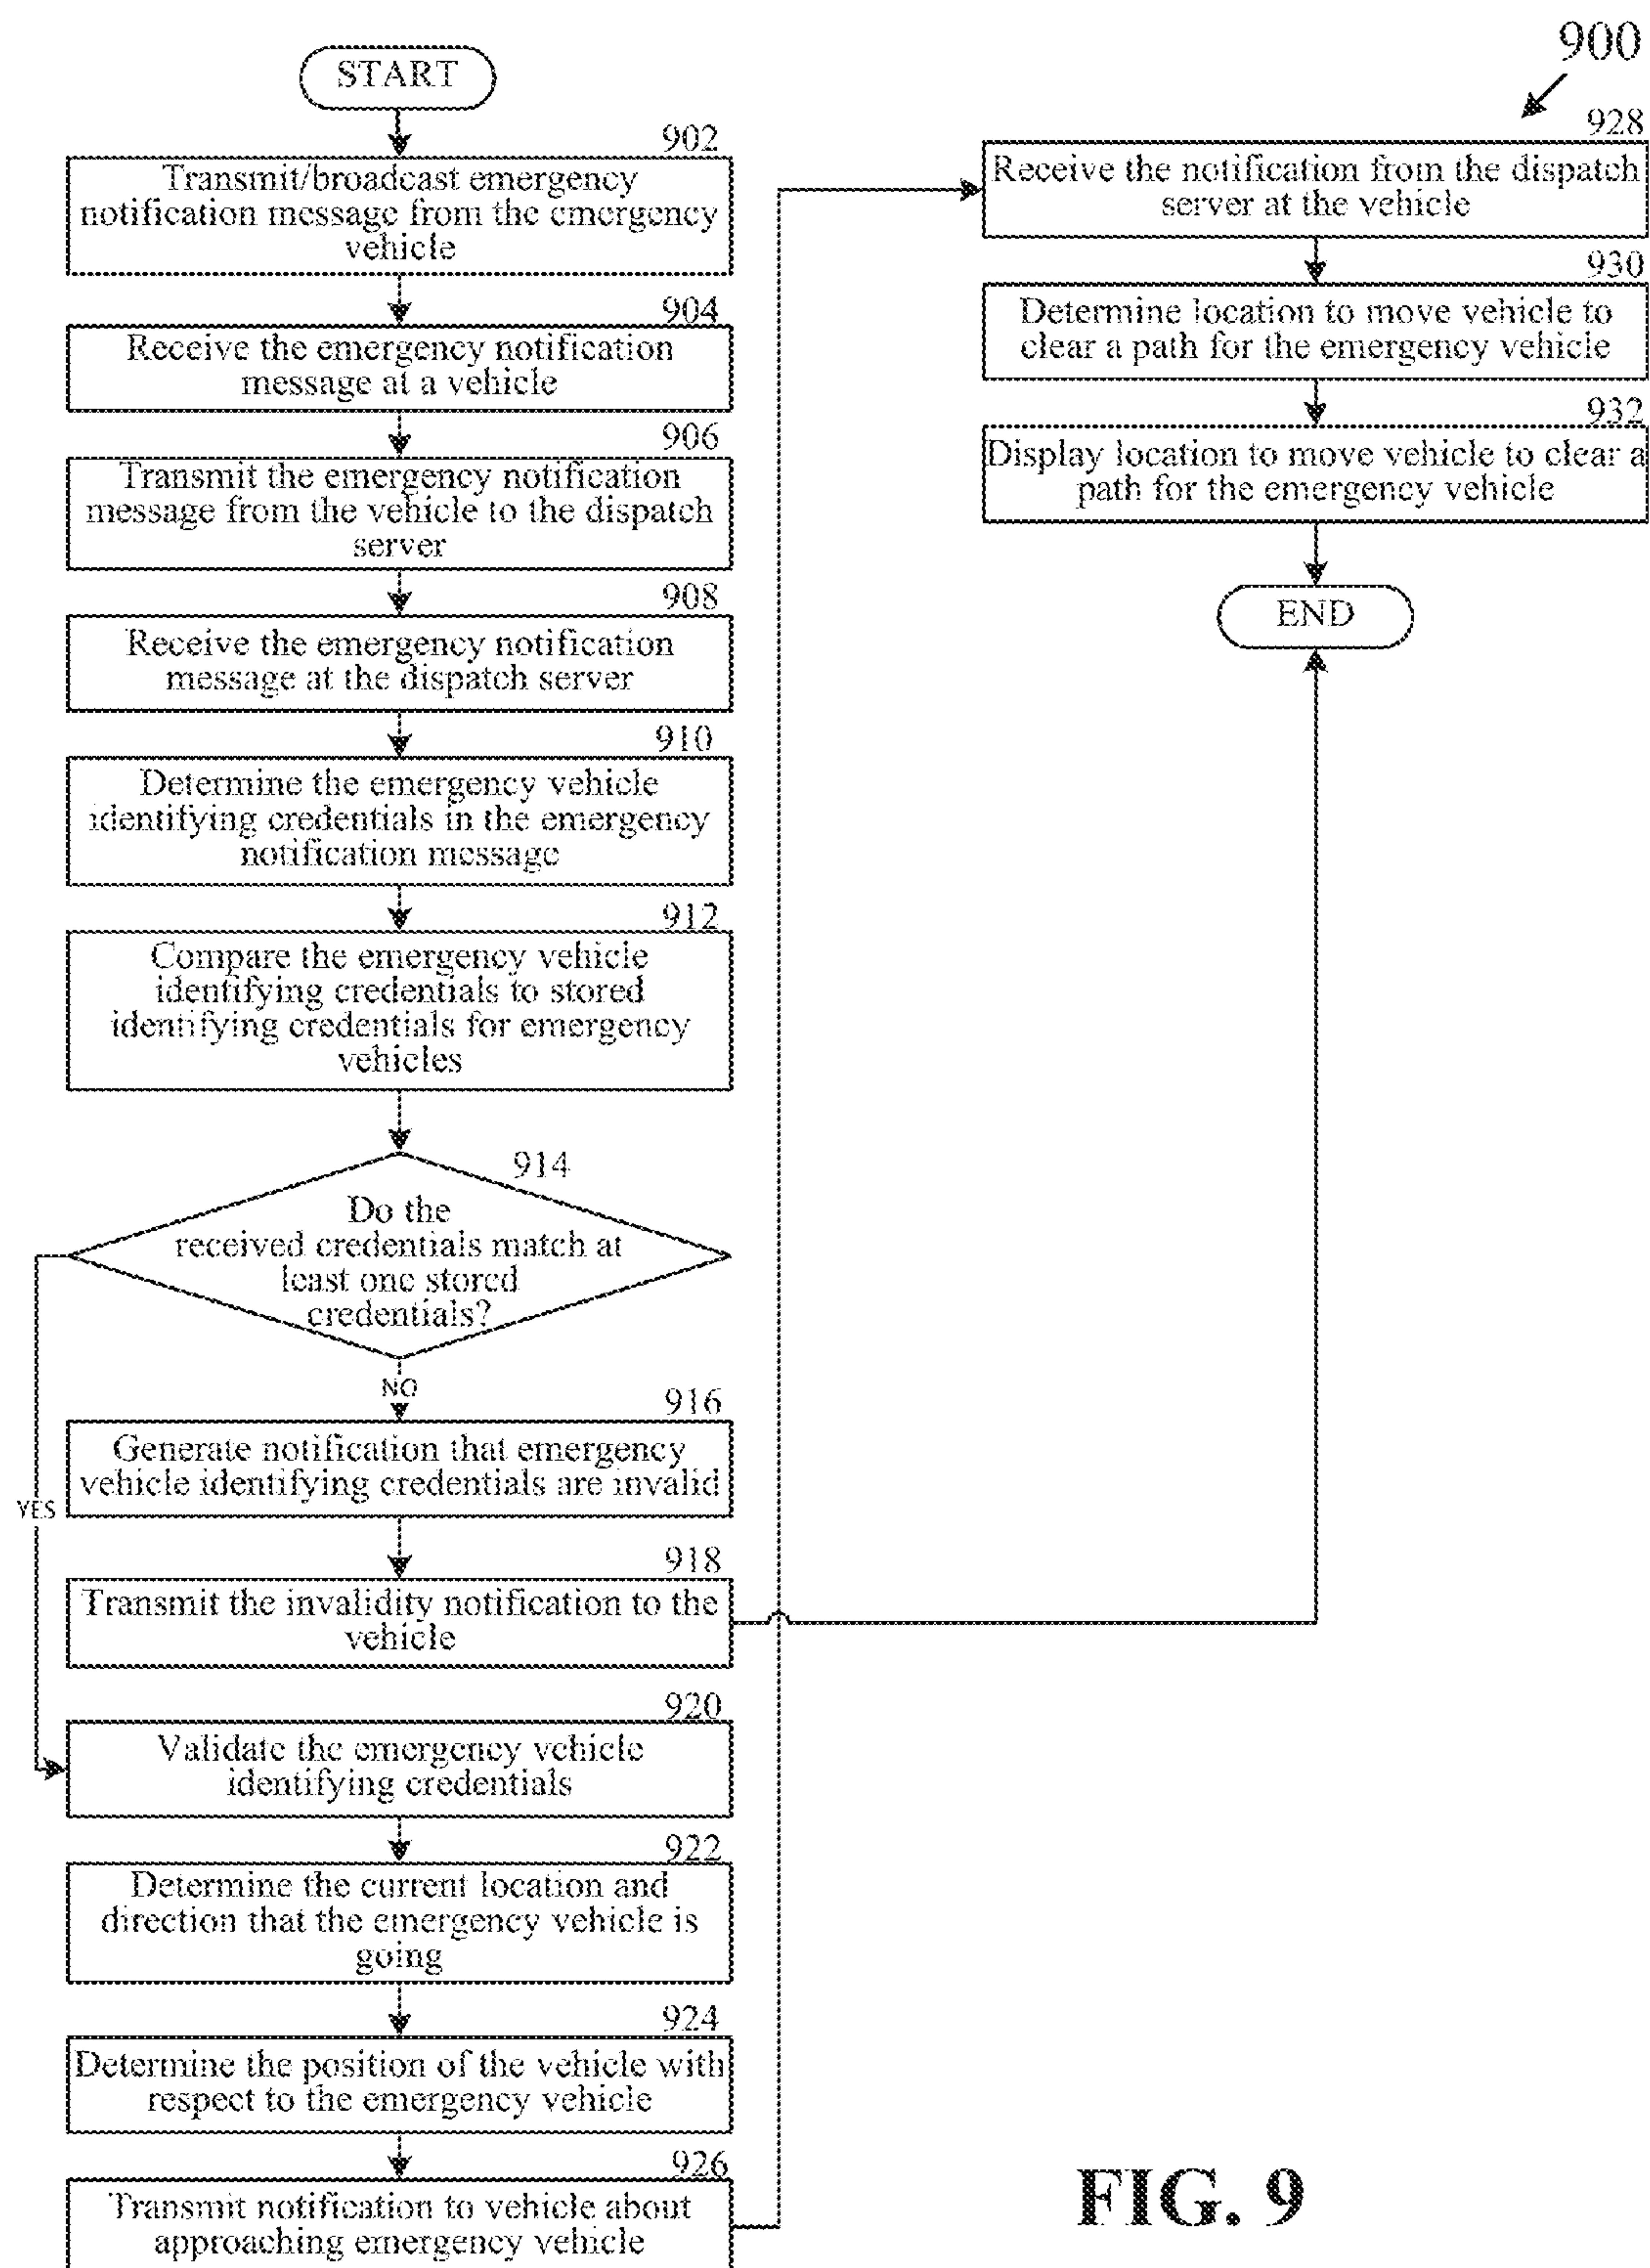 START
902
Transmit/broadcast emergency
notification message from the emergency
vehicle
904
Receive the emergency notification
message at a vehicle
906
Transmit the emergency notification
message from the vehicle to the dispatch
server
908
Receive the emergency notification
message at the dispatch server
910
Determine the emergency vehicle
identifying credentials in the emergency
notification message
912
Compare the emergency vehicle
identifying credentials to stored
identifying credentials for emergency
vehicles
914
Do the
received credentials match at
least one stored
credentials?
NO
YES
916
Generate notification that emergency
vehicle identifying credentials are invalid
918
Transmit the invalidity notification to the
vehicle
920
Validate the emergency vehicle
identifying credentials
922
Determine the current location and
direction that the emergency vehicle is
going
924
Determine the position of the vehicle with
respect to the emergency vehicle
926
Transmit notification to vehicle about
approaching emergency vehicle
900
928
Receive the notification from the dispatch
server at the vehicle
930
Determine location to move vehicle to
clear a path for the emergency vehicle
932
Display location to move vehicle to clear a
path for the emergency vehicle
END
FIG. 9